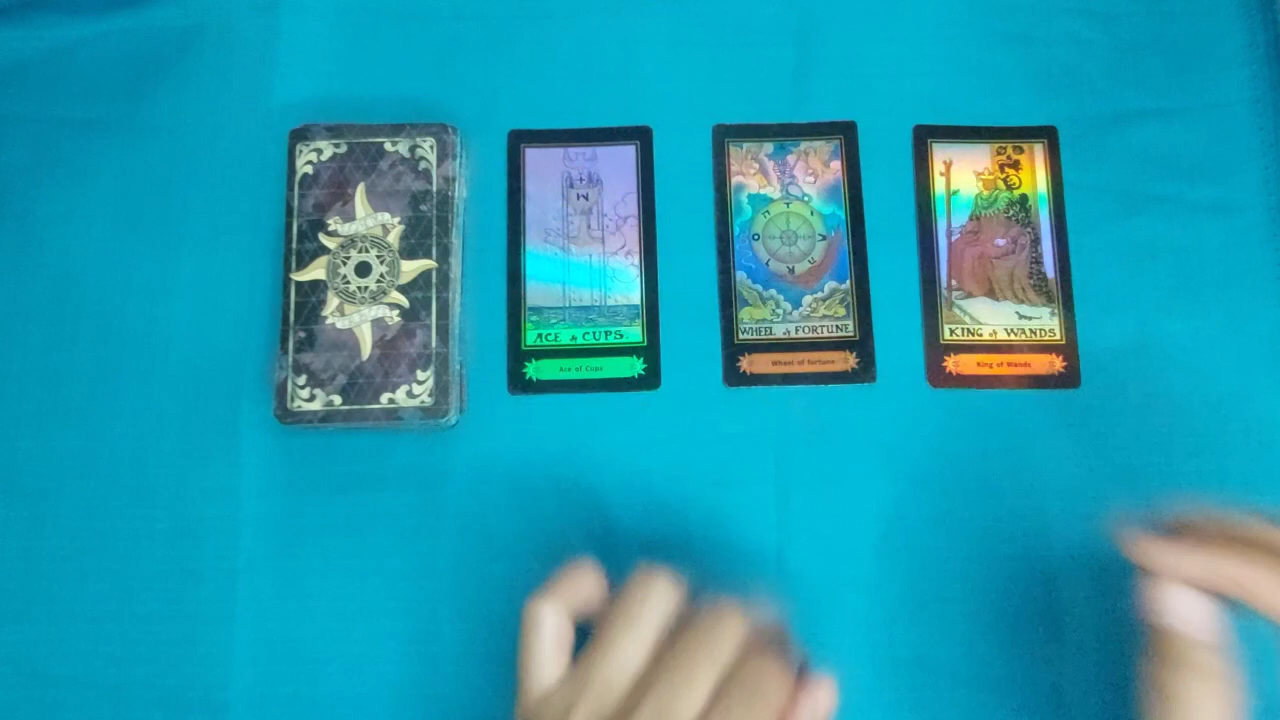 ACE of CUPS.
Ace of Cups
WHEEL of FORTUNE.
Wheel of fortune
KING of WANDS
King of Wands